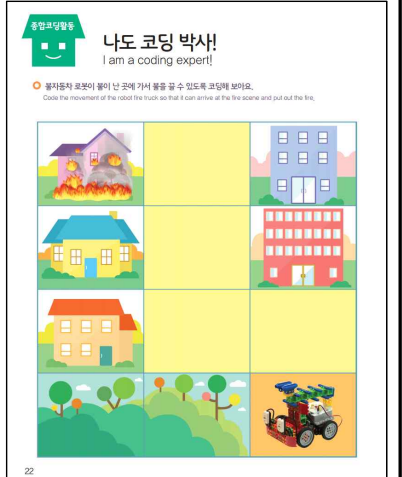 종합코딩활동
나도 코딩 박사!
I am a coding expert!
불자동차 로봇이 불이 난 곳에 가서 불을 끌 수 있도록 코딩해 보아요.
Code the movement of the robot fire truck so that it can arrive at the fire scene and put out the fire.
22